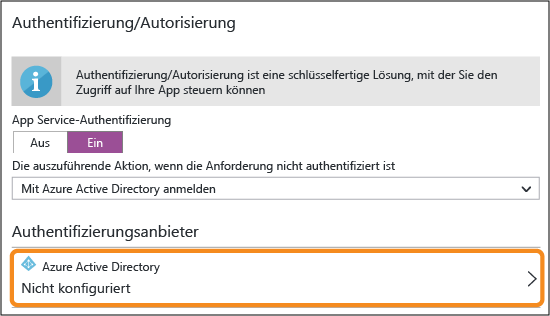 Authentifizierung/Autorisierung
Authentifizierung/Autorisierung ist eine schlüsselfertige Lösung, mit der Sie den
Zugriff auf Ihre App steuern können
App Service-Authentifizierung
Aus Ein
Die auszuführende Aktion, wenn die Anforderung nicht authentifiziert ist
Mit Azure Active Directory anmelden
Authentifizierungsanbieter
Azure Active Directory
Nicht konfiguriert